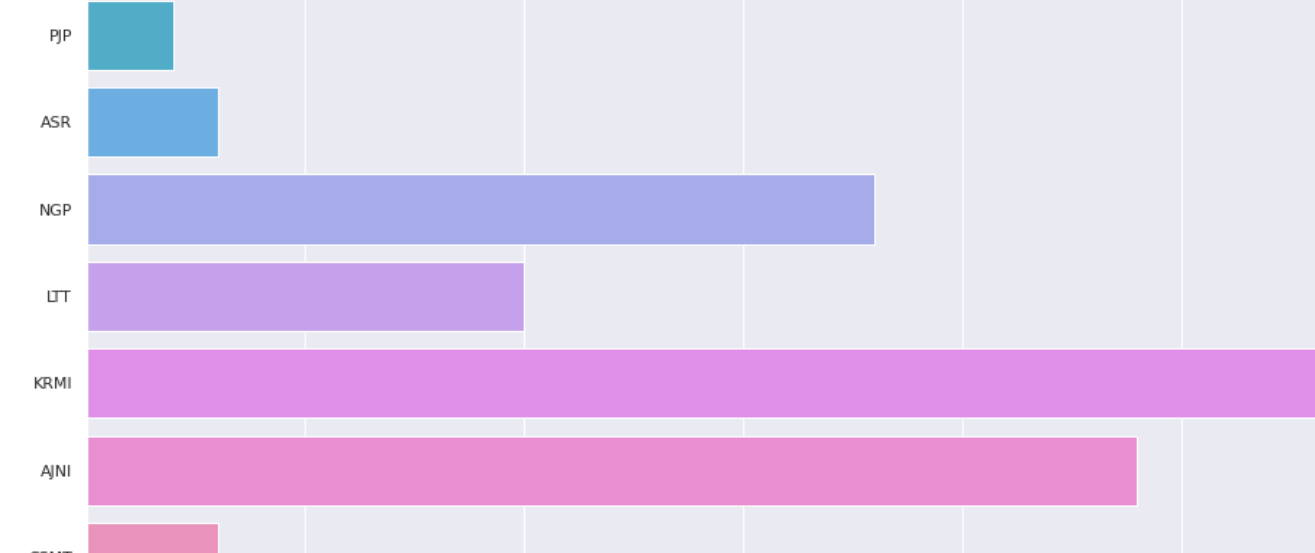 PJP
ASR
NGP
LTT
KRMI
AJNI